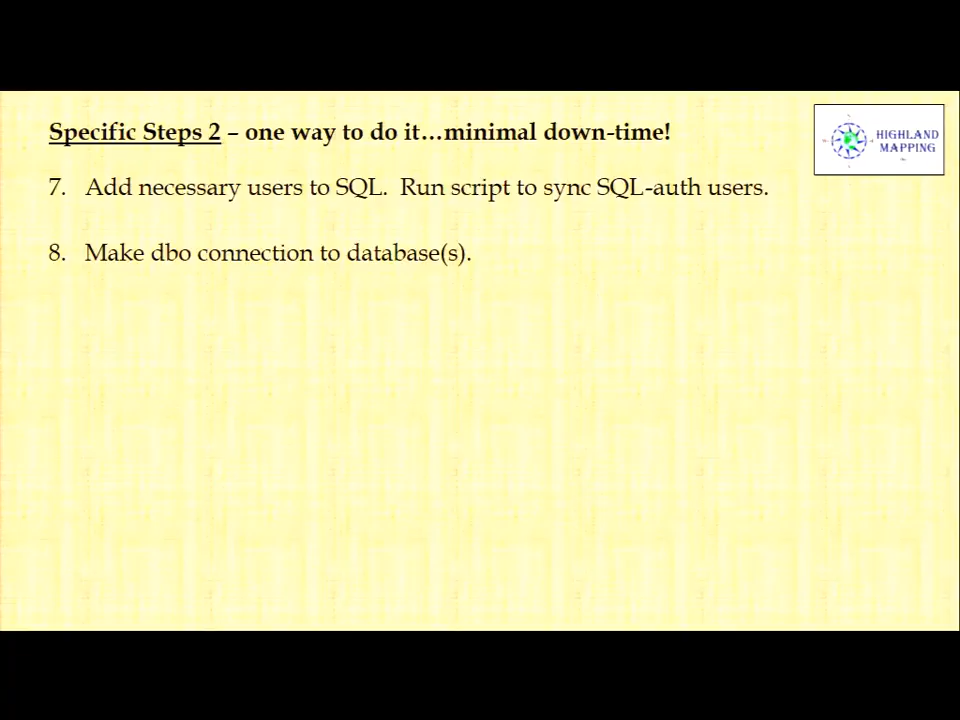 Specific Steps 2 – one way to do it…minimal down-time!
HIGHLAND
MAPPING
7. Add necessary users to SQL. Run script to sync SQL-auth users.
8. Make dbo connection to database(s).